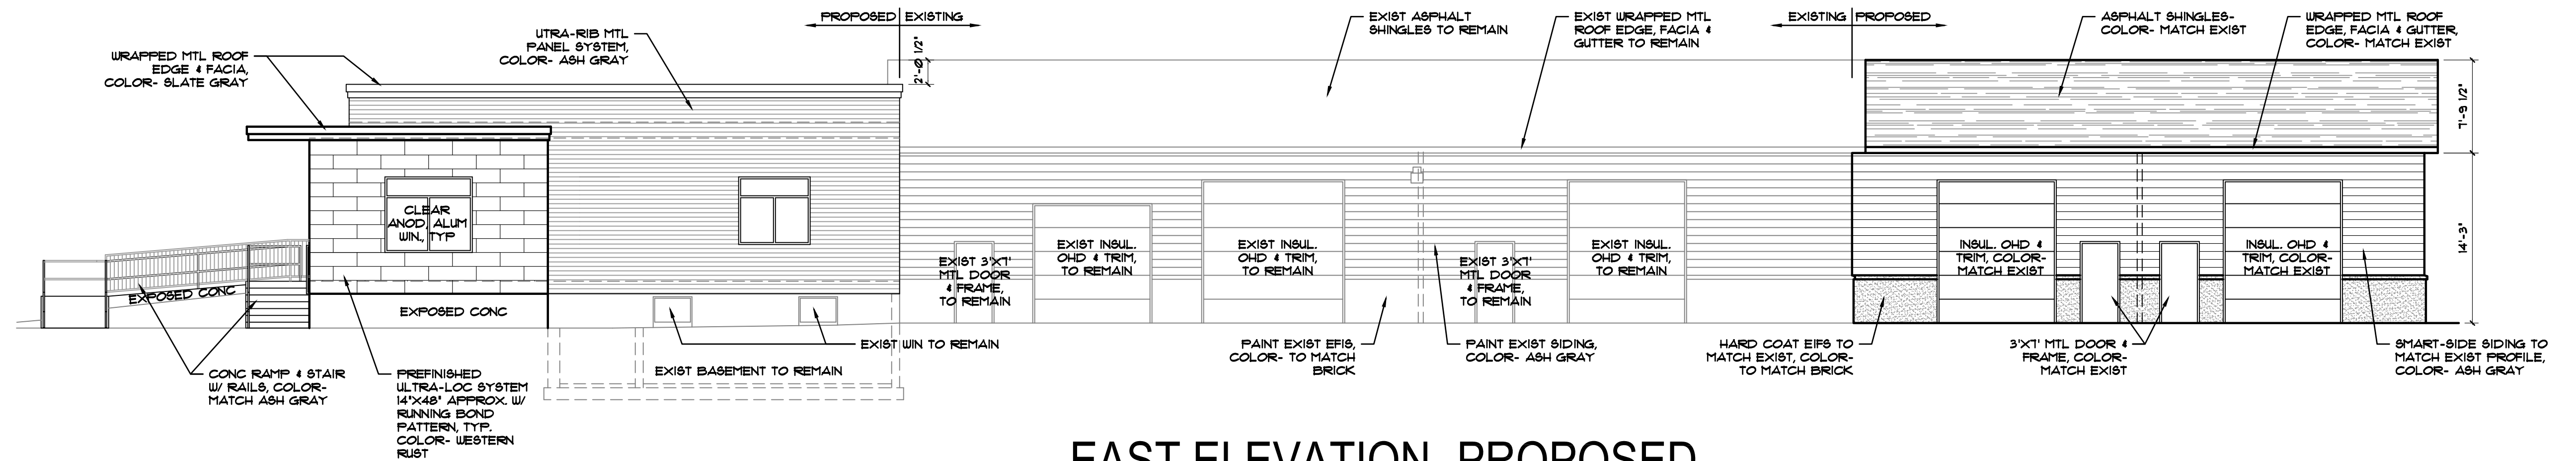 PROPOSED EXISTING
EXISTING PROPOSED
WRAPPED MTL ROOF
EDGE & FACIA,
COLOR- SLATE GRAY
UTRA-RIB MTL
PANEL SYSTEM,
COLOR- ASH GRAY
2'-0 1/2"
EXIST ASPHALT
SHINGLES TO REMAIN
EXIST WRAPPED MTL
ROOF EDGE, FACIA &
GUTTER TO REMAIN
ASPHALT SHINGLES-
COLOR- MATCH EXIST
WRAPPED MTL ROOF
EDGE, FACIA & GUTTER,
COLOR- MATCH EXIST
7'-9 1/2"
14'-3"
CLEAR
ANOD, ALUM
WIN., TYP
EXPOSED CONC
EXPOSED CONC
EXIST 3'X7'
MTL DOOR
& FRAME,
TO REMAIN
EXIST INSUL.
OHD & TRIM,
TO REMAIN
EXIST INSUL.
OHD & TRIM,
TO REMAIN
EXIST 3'X7'
MTL DOOR
& FRAME,
TO REMAIN
EXIST INSUL.
OHD & TRIM,
TO REMAIN
INSUL. OHD &
TRIM, COLOR-
MATCH EXIST
INSUL. OHD &
TRIM, COLOR-
MATCH EXIST
CONC RAMP & STAIR
W/ RAILS, COLOR-
MATCH ASH GRAY
PREFINISHED
ULTRA-LOC SYSTEM
14"X48" APPROX. W/
RUNNING BOND
PATTERN, TYP.
COLOR- WESTERN
RUST
EXIST WIN TO REMAIN
EXIST BASEMENT TO REMAIN
PAINT EXIST EFIS,
COLOR- TO MATCH
BRICK
PAINT EXIST SIDING,
COLOR- ASH GRAY
HARD COAT EIFS TO
MATCH EXIST, COLOR-
TO MATCH BRICK
3'X7' MTL DOOR &
FRAME, COLOR-
MATCH EXIST
SMART-SIDE SIDING TO
MATCH EXIST PROFILE,
COLOR- ASH GRAY
EAST ELEVATION PROPOSED